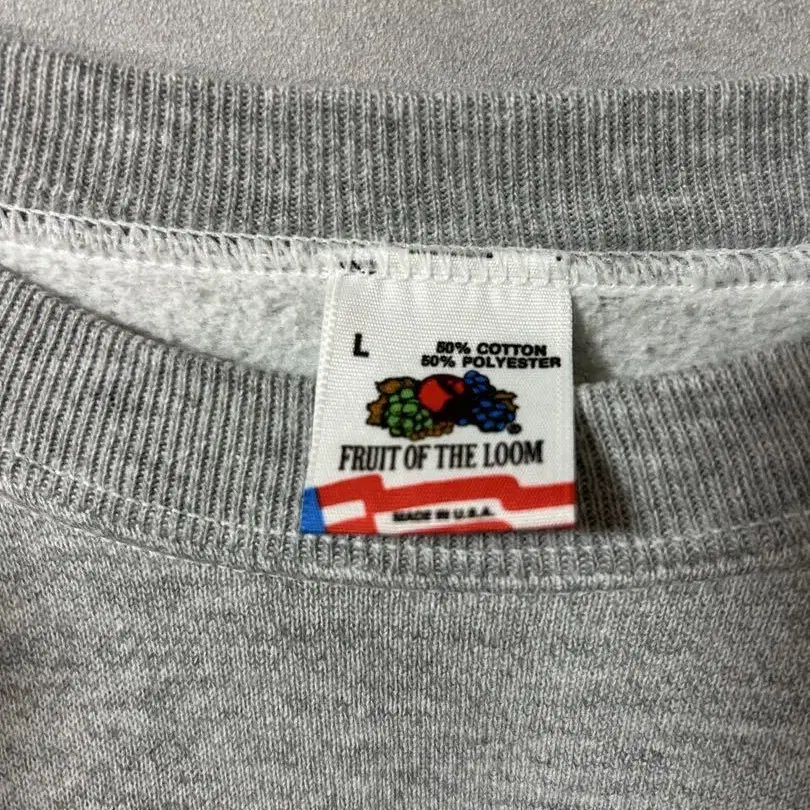 L
50% COTTON
50% POLYESTER
®
FRUIT OF THE LOOM
MADE IN U.S.A.